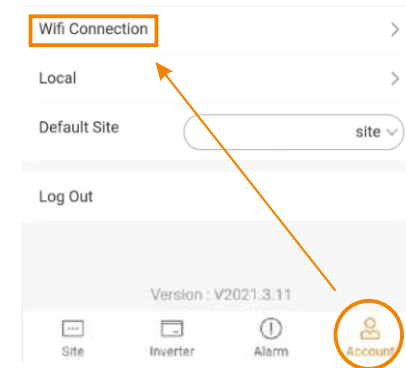 Wifi Connection
Local
Default Site site
Log Out
Version : V2021.3.11
Site Inverter Alarm Account